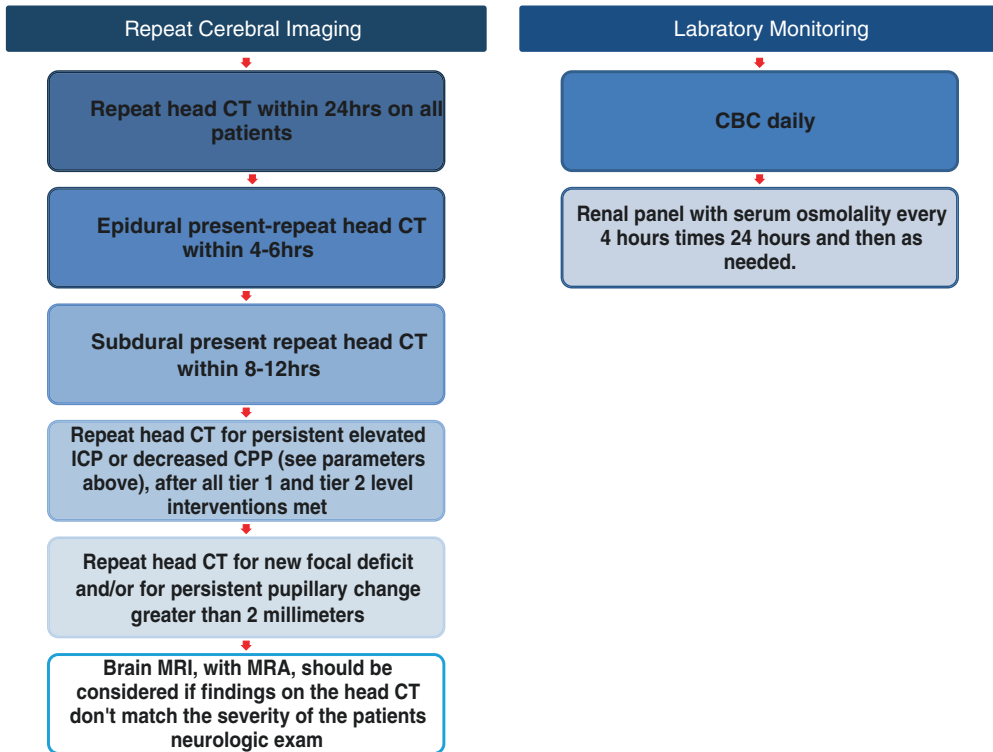 Repeat Cerebral Imaging
Repeat head CT within 24hrs on all
patients
Epidural present-repeat head CT
within 4-6hrs
Subdural present repeat head CT
within 8-12hrs
Repeat head CT for persistent elevated
ICP or decreased CPP (see parameters
above), after all tier 1 and tier 2 level
interventions met
Repeat head CT for new focal deficit
and/or for persistent pupillary change
greater than 2 millimeters
Brain MRI, with MRA, should be
considered if findings on the head CT
don't match the severity of the patients
neurologic exam
Labratory Monitoring
CBC daily
Renal panel with serum osmolality every
4 hours times 24 hours and then as
needed.